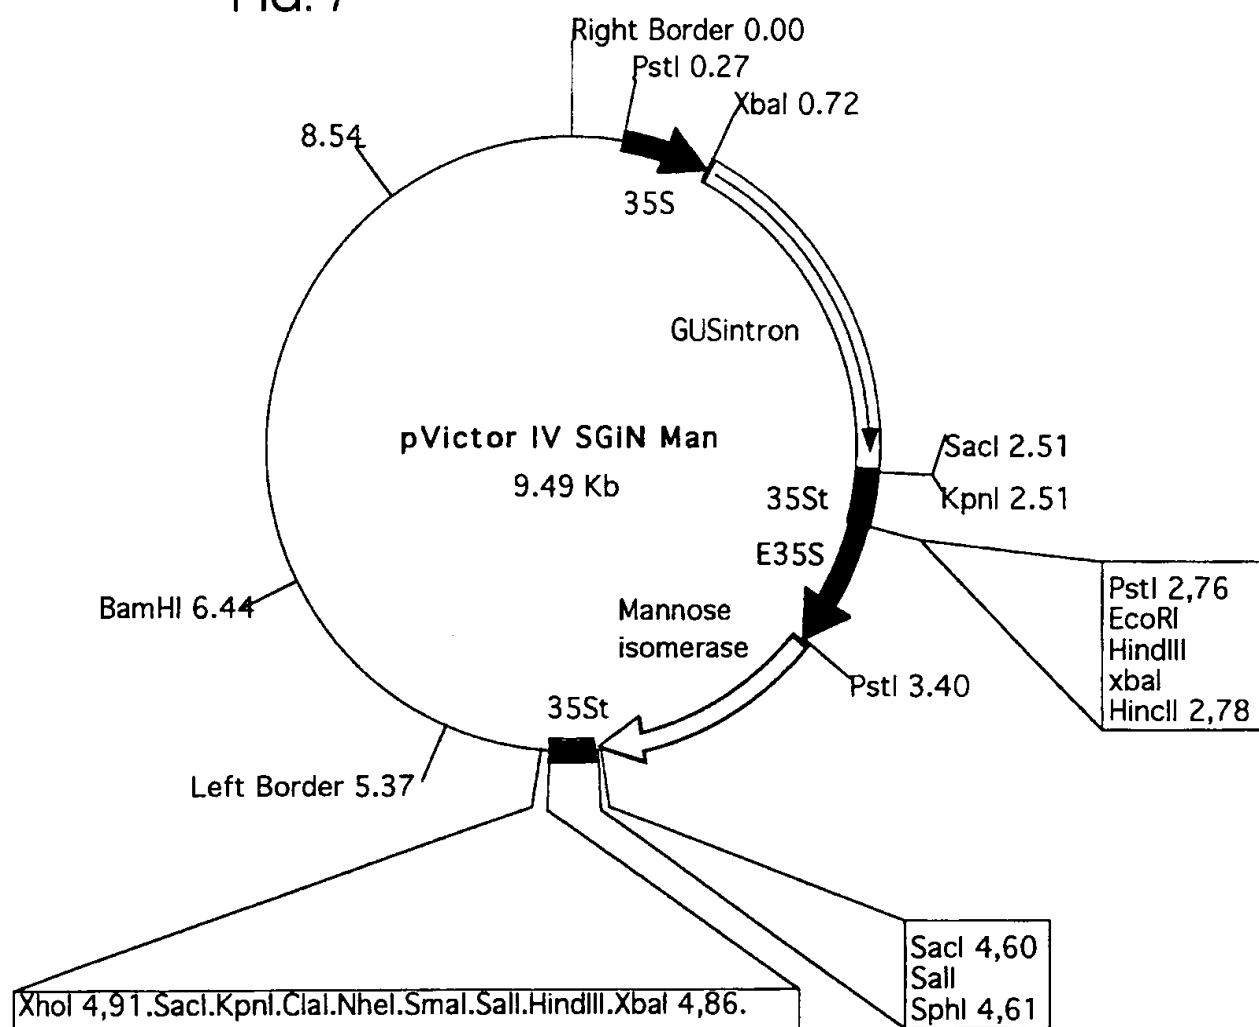 FIG. 7
Right Border 0.00
PstI 0.27
XbaI 0.72
8.54
35S
GUSintron
pVictor IV SGiN Man
9.49 Kb
SacI 2.51
KpnI 2.51
35St
E35S
PstI 2,76
EcoRI
HindIII
xbaI
HincII 2,78
BamHI 6.44
Mannose
isomerase
PstI 3.40
35St
Left Border 5.37
SacI 4,60
SalI
SphI 4,61
XhoI 4,91.SacI.KpnI.ClaI.NheI.SmaI.SalI.HindIII.XbaI 4,86.